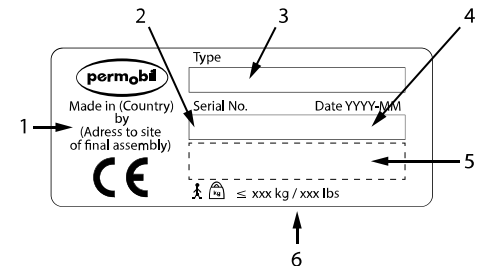 2
3
4
Type
permobil
Serial No. Date YYYY-MM
Made in (Country)
by
(Adress to site
of final assembly)
1
5
CE
kg
≤ xxx kg / xxx lbs
6